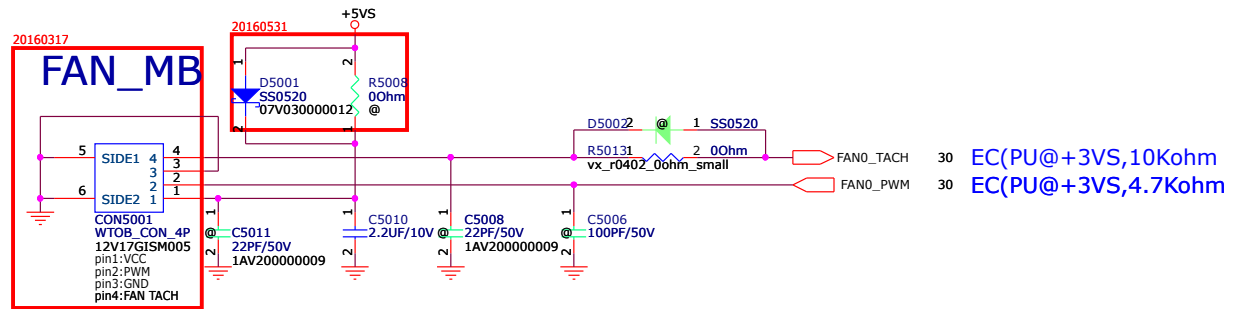 +5VS
20160531
20160317
FAN_MB
1
2
D5001
SS0520
07V030000012
2
R5008
0Ohm
@
1
D5002
2
@
1
SS0520
R5013
1
2
0Ohm
vx_r0402_0ohm_small
5
SIDE1
4
4
3
3
2
2
6
SIDE2
1
1
FAN0_TACH
30
EC(PU@+3VS,10Kohm
FAN0_PWM
30
EC(PU@+3VS,4.7Kohm
CON5001
WTOB_CON_4P
12V17GISM005
pin1:VCC
pin2:PWM
pin3:GND
pin4:FAN TACH
1
@
2
C5011
22PF/50V
1AV200000009
1
2
C5010
2.2UF/10V
1
@
2
C5008
22PF/50V
1AV200000009
1
@
2
C5006
100PF/50V